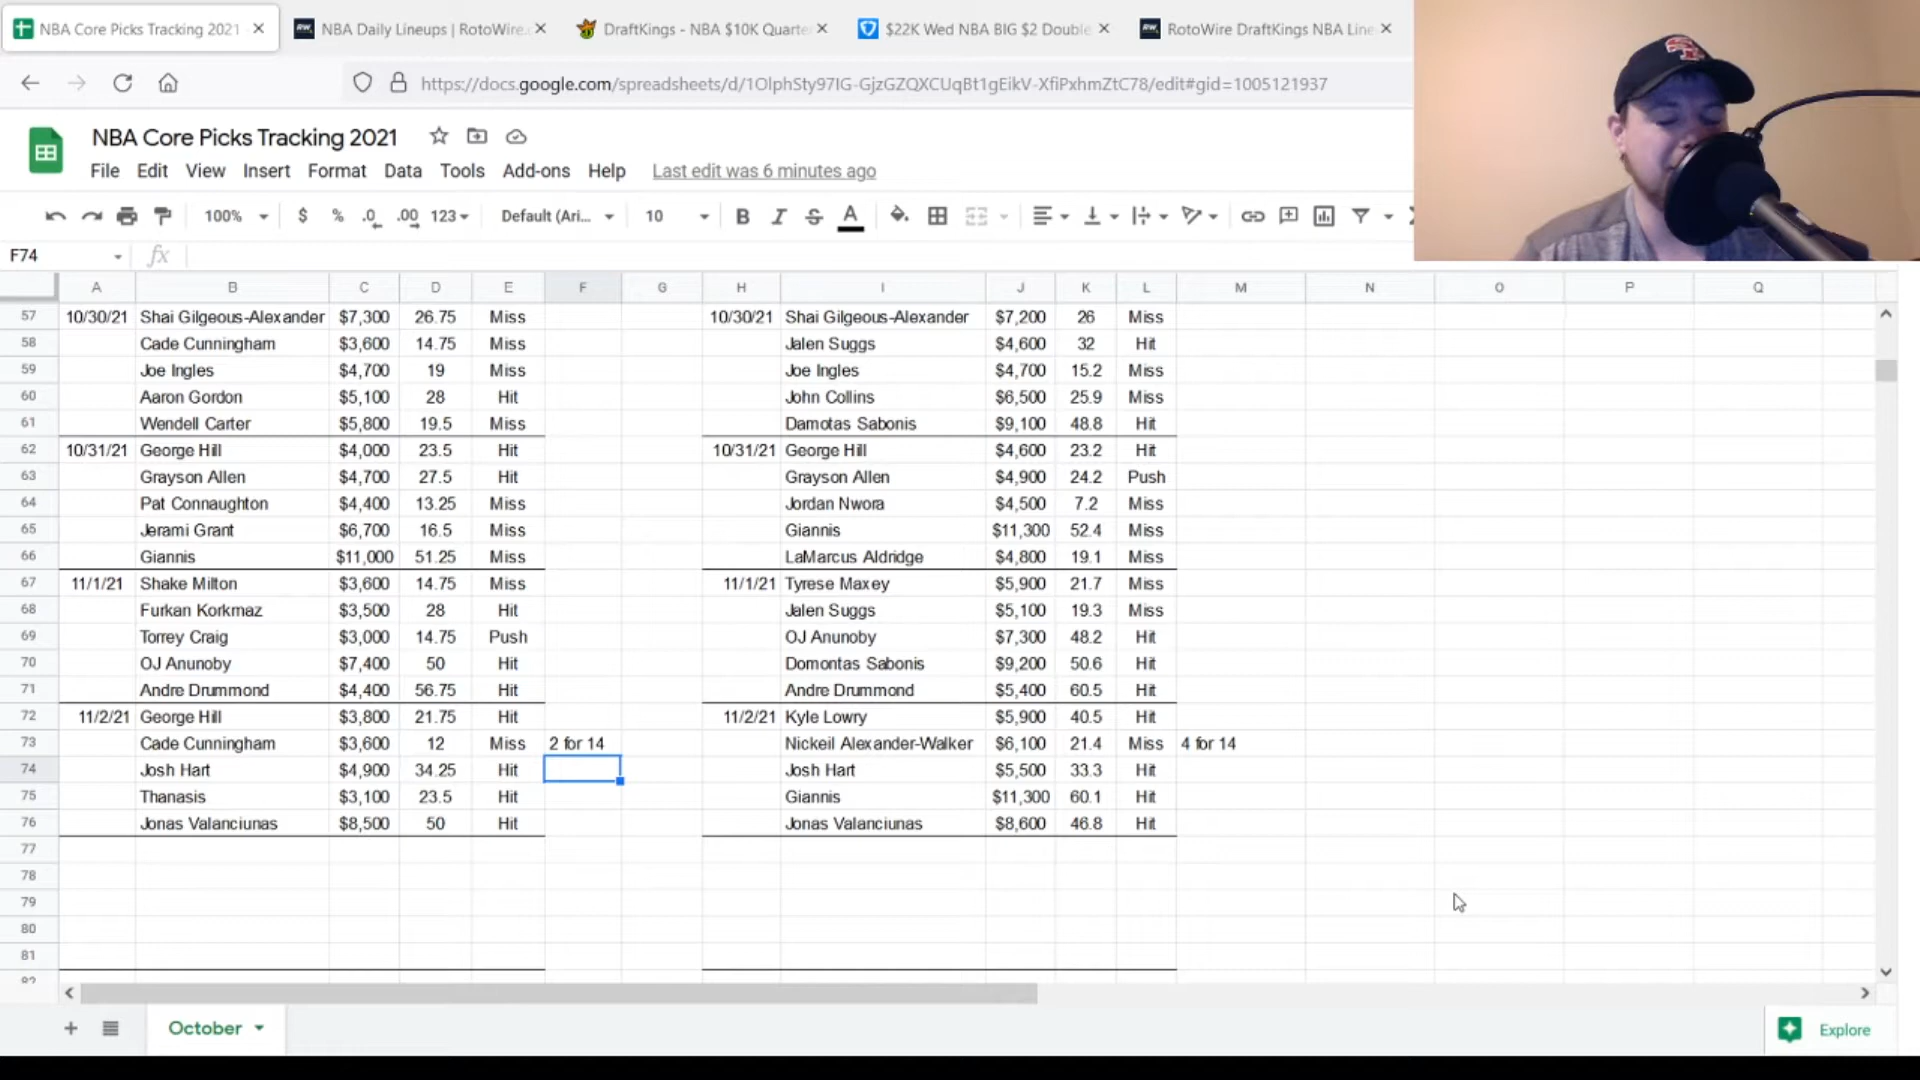 NBA Core Picks Tracking 2021
NBA Daily Lineups | RotoWire.
DraftKings - NBA $10K Quarte
$22K Wed NBA BIG $2 Double
RotoWire DraftKings NBA Line
https://docs.google.com/spreadsheets/d/1OlphSty97IG-GjzGZQXCUqBt1gEikV-XfiPxhmZtC78/edit#gid=1005121937
NBA Core Picks Tracking 2021
File Edit View Insert Format Data Tools Add-ons Help Last edit was 6 minutes ago
100% $ % .0 .00 123 Default (Ari... 10 B I S A
F74 fx
A B C D E F G H I J K L M N O P Q
57 10/30/21 Shai Gilgeous-Alexander $7,300 26.75 Miss 10/30/21 Shai Gilgeous-Alexander $7,200 26 Miss
58 Cade Cunningham $3,600 14.75 Miss Jalen Suggs $4,600 32 Hit
59 Joe Ingles $4,700 19 Miss Joe Ingles $4,700 15.2 Miss
60 Aaron Gordon $5,100 28 Hit John Collins $6,500 25.9 Miss
61 Wendell Carter $5,800 19.5 Miss Damotas Sabonis $9,100 48.8 Hit
62 10/31/21 George Hill $4,000 23.5 Hit 10/31/21 George Hill $4,600 23.2 Hit
63 Grayson Allen $4,700 27.5 Hit Grayson Allen $4,900 24.2 Push
64 Pat Connaughton $4,400 13.25 Miss Jordan Nwora $4,500 7.2 Miss
65 Jerami Grant $6,700 16.5 Miss Giannis $11,300 52.4 Miss
66 Giannis $11,000 51.25 Miss LaMarcus Aldridge $4,800 19.1 Miss
67 11/1/21 Shake Milton $3,600 14.75 Miss 11/1/21 Tyrese Maxey $5,900 21.7 Miss
68 Furkan Korkmaz $3,500 28 Hit Jalen Suggs $5,100 19.3 Miss
69 Torrey Craig $3,000 14.75 Push OJ Anunoby $7,300 48.2 Hit
70 OJ Anunoby $7,400 50 Hit Domontas Sabonis $9,200 50.6 Hit
71 Andre Drummond $4,400 56.75 Hit Andre Drummond $5,400 60.5 Hit
72 11/2/21 George Hill $3,800 21.75 Hit 11/2/21 Kyle Lowry $5,900 40.5 Hit
73 Cade Cunningham $3,600 12 Miss 2 for 14 Nickeil Alexander-Walker $6,100 21.4 Miss 4 for 14
74 Josh Hart $4,900 34.25 Hit Josh Hart $5,500 33.3 Hit
75 Thanasis $3,100 23.5 Hit Giannis $11,300 60.1 Hit
76 Jonas Valanciunas $8,500 50 Hit Jonas Valanciunas $8,600 46.8 Hit
77
78
79
80
81
October
Explore